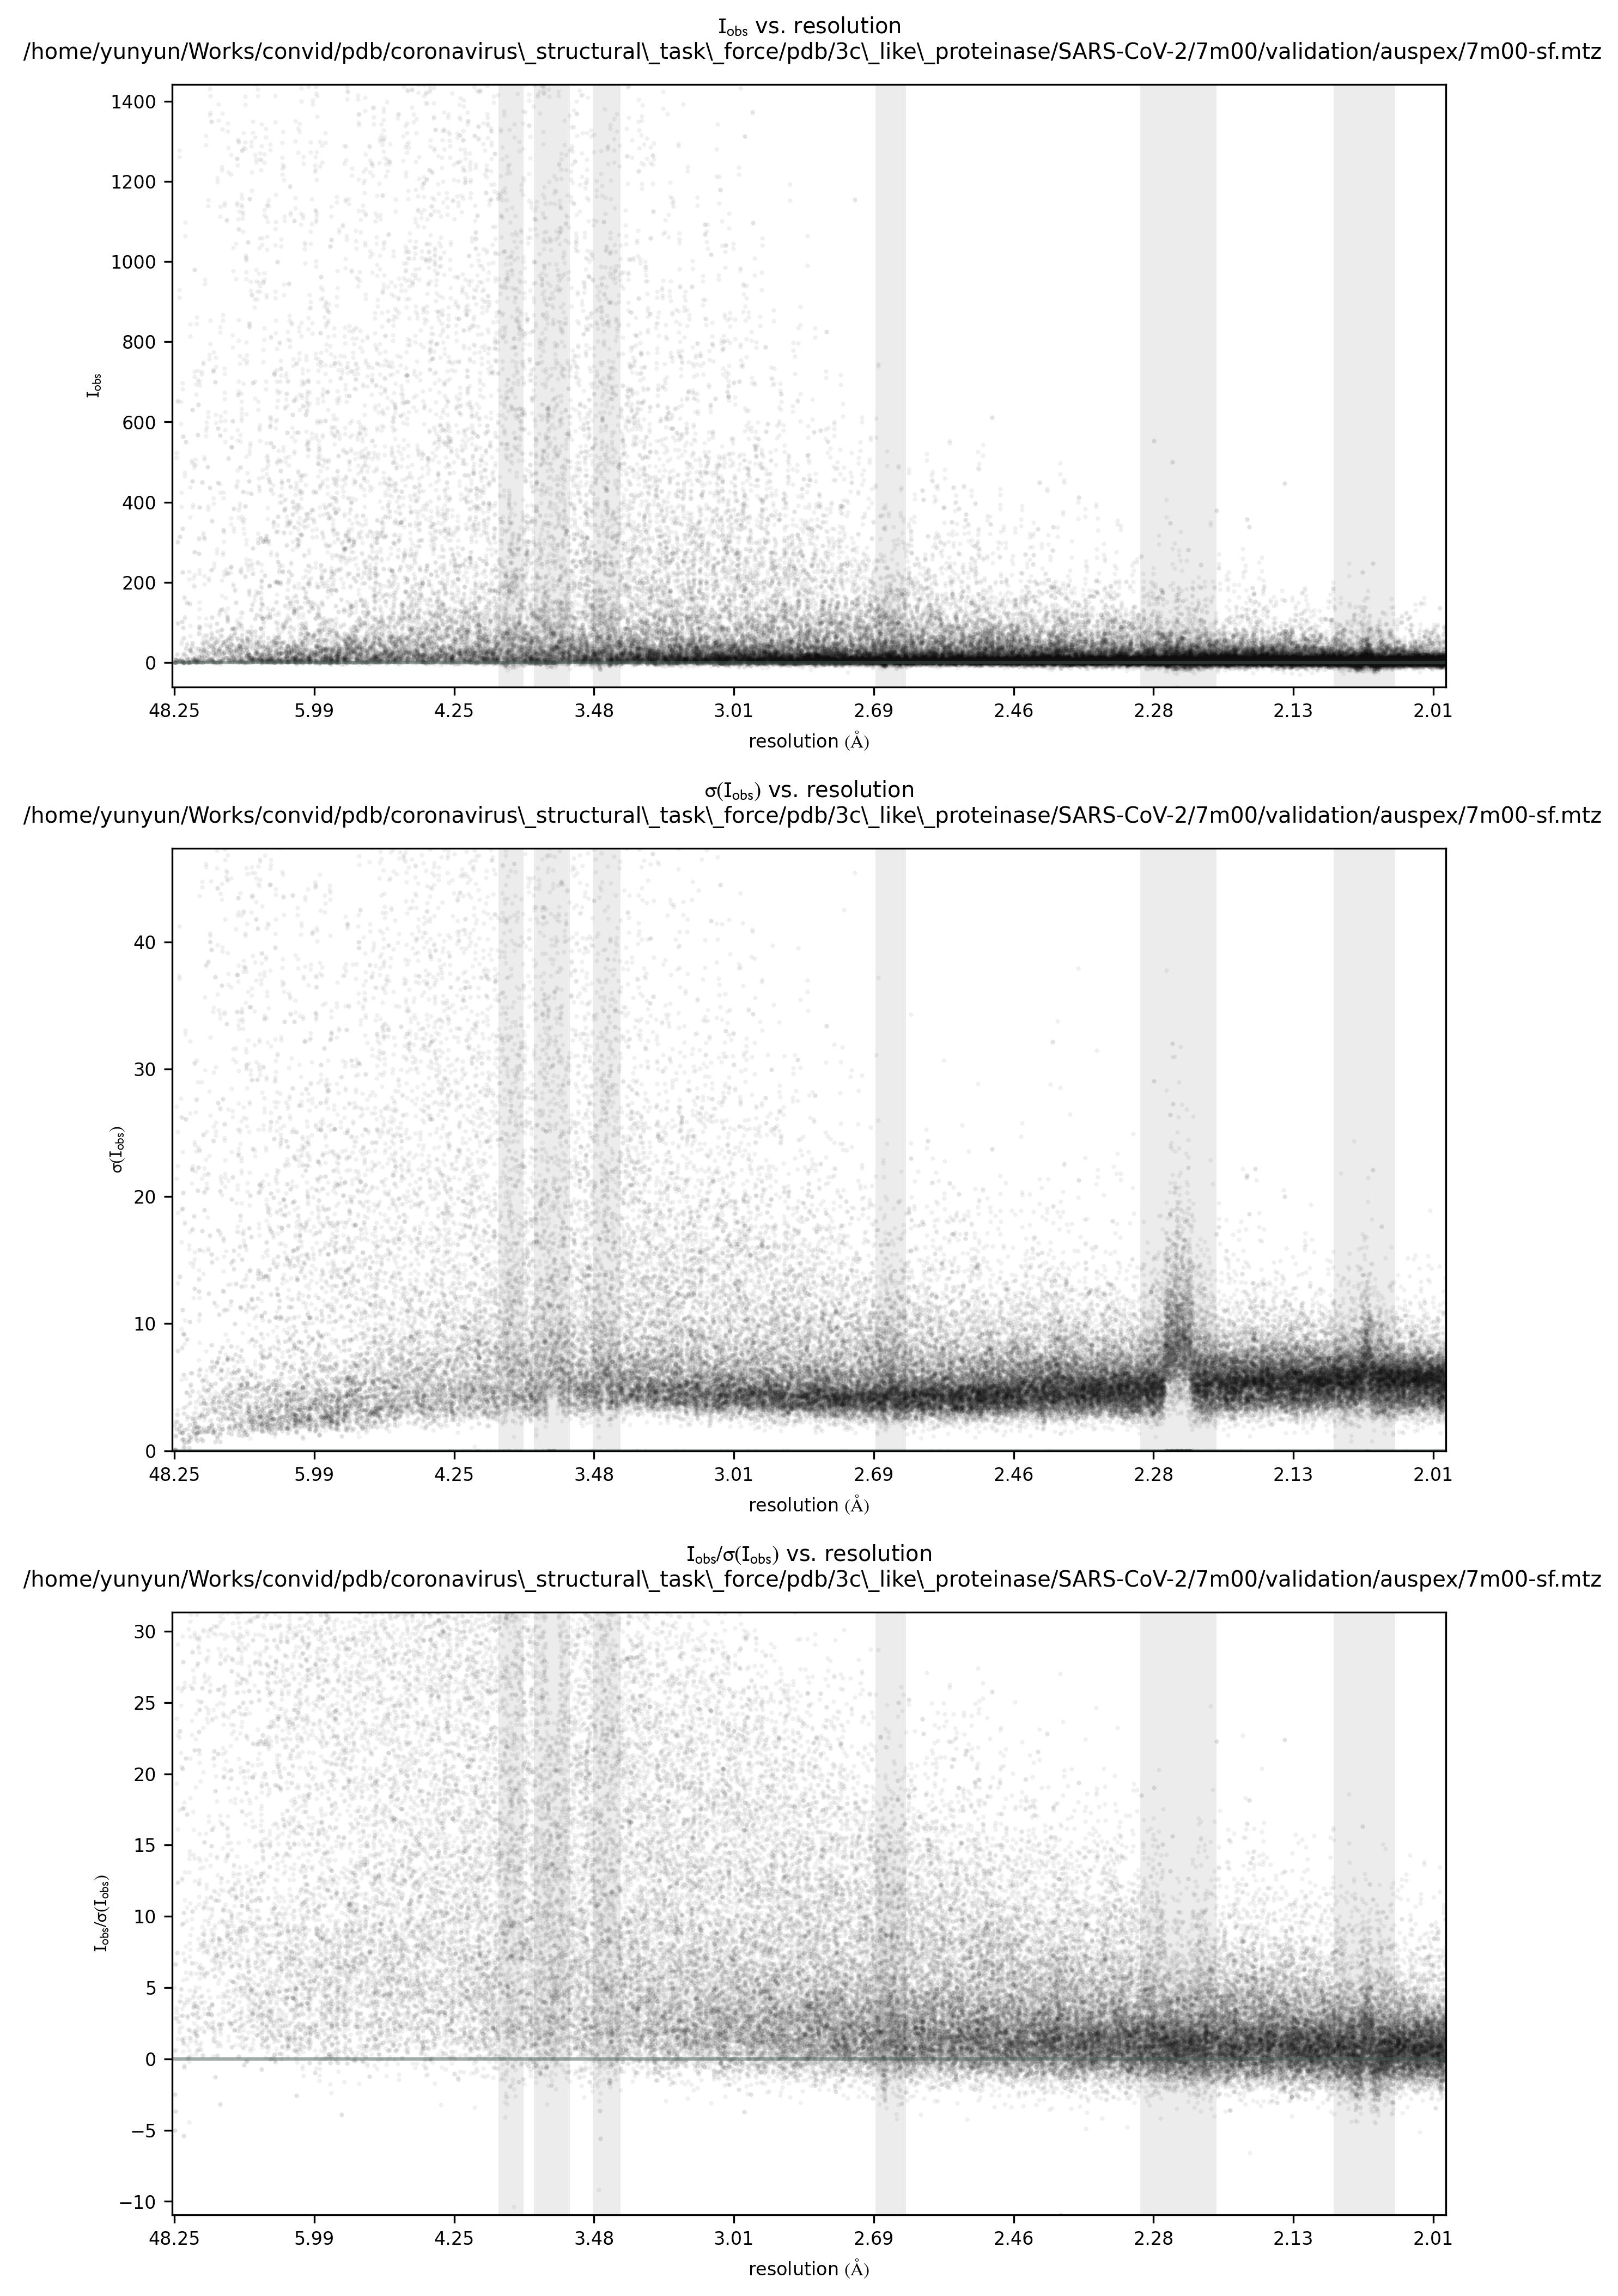 I_obs vs. resolution
/home/yunyun/Works/convid/pdb/coronavirus\_structural\_task\_force/pdb/3c\_like\_proteinase/SARS-CoV-2/7m00/validation/auspex/7m00-sf.mtz
I_obs
1400
1200
1000
800
600
400
200
0
48.25 5.99 4.25 3.48 3.01 2.69 2.46 2.28 2.13 2.01
resolution (Å)
σ(I_obs) vs. resolution
/home/yunyun/Works/convid/pdb/coronavirus\_structural\_task\_force/pdb/3c\_like\_proteinase/SARS-CoV-2/7m00/validation/auspex/7m00-sf.mtz
σ(I_obs)
40
30
20
10
0
48.25 5.99 4.25 3.48 3.01 2.69 2.46 2.28 2.13 2.01
resolution (Å)
I_obs/σ(I_obs) vs. resolution
/home/yunyun/Works/convid/pdb/coronavirus\_structural\_task\_force/pdb/3c\_like\_proteinase/SARS-CoV-2/7m00/validation/auspex/7m00-sf.mtz
I_obs/σ(I_obs)
30
25
20
15
10
5
0
−5
−10
48.25 5.99 4.25 3.48 3.01 2.69 2.46 2.28 2.13 2.01
resolution (Å)